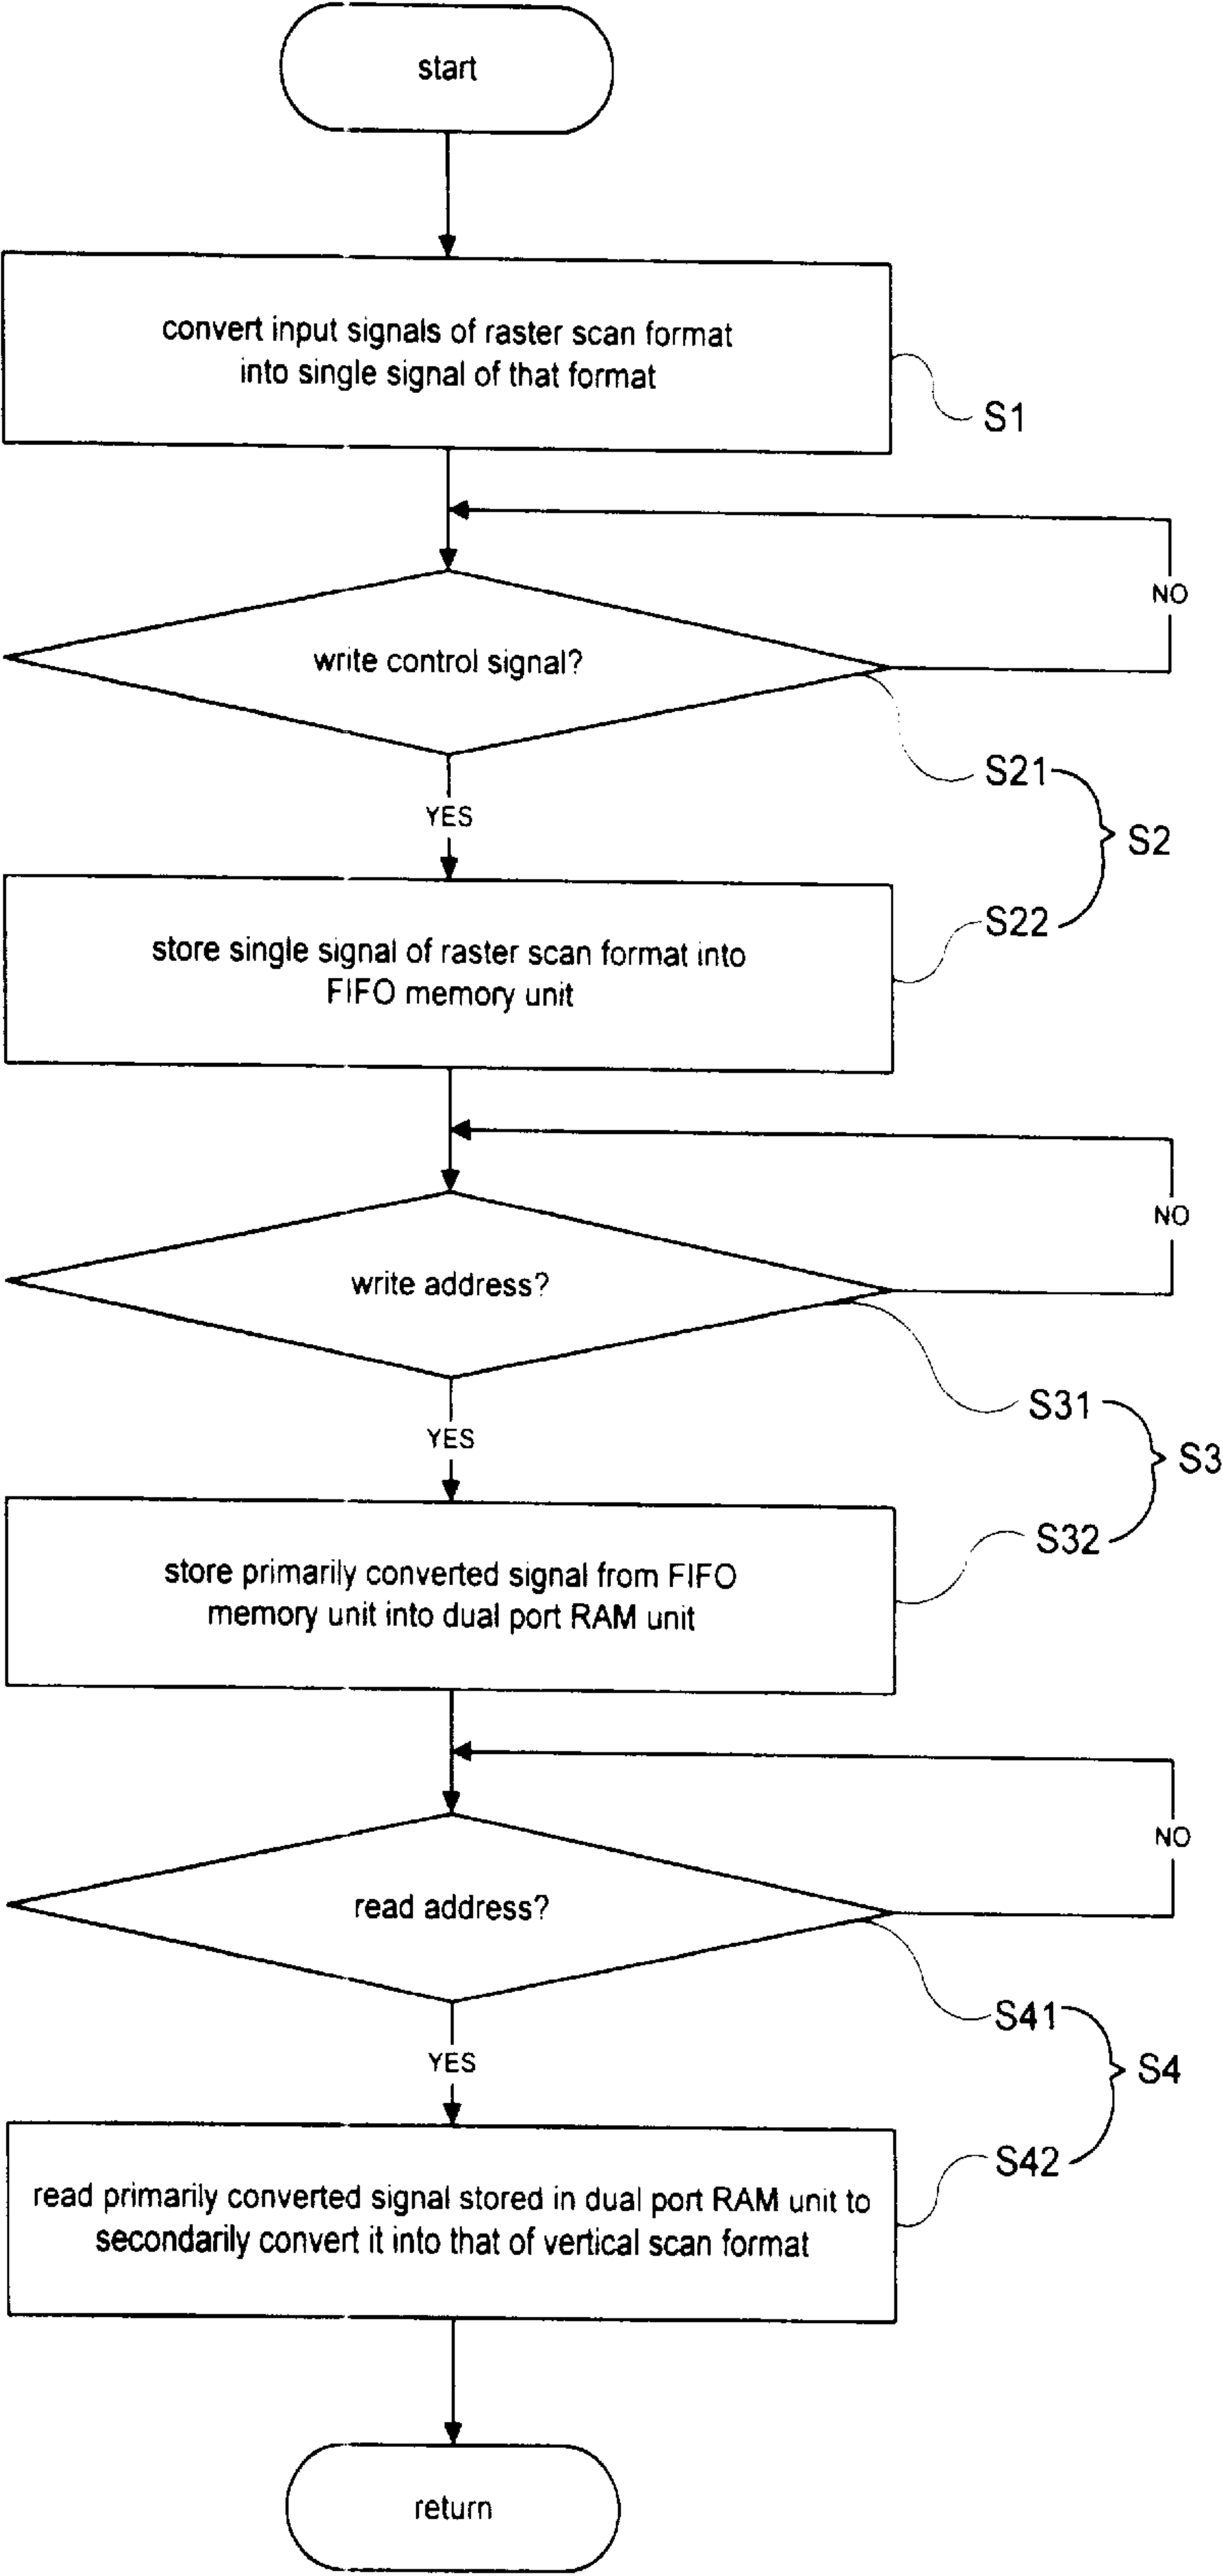 start
convert input signals of raster scan format
into single signal of that format
S1
NO
write control signal?
S21
YES
S2
S22
store single signal of raster scan format into
FIFO memory unit
NO
write address?
S31
YES
S3
S32
store primarily converted signal from FIFO
memory unit into dual port RAM unit
NO
read address?
S41
YES
S4
S42
read primarily converted signal stored in dual port RAM unit to
secondarily convert it into that of vertical scan format
return